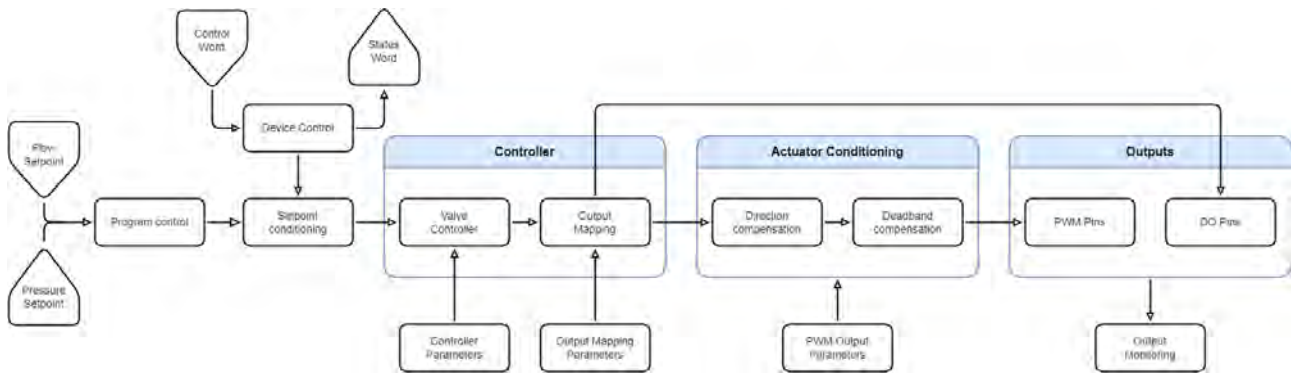 Control
Word
Status
Word
Device Control
Flow
Setpoint
Controller
Actuator Conditioning
Outputs
Program control
Setpoint
conditioning
Valve
Controller
Output
Mapping
Direction
compensation
Deadband
compensation
PWM Pins
DO Pins
Pressure
Setpoint
Controller
Parameters
Output Mapping
Parameters
PWM Output
Parameters
Output
Monitoring